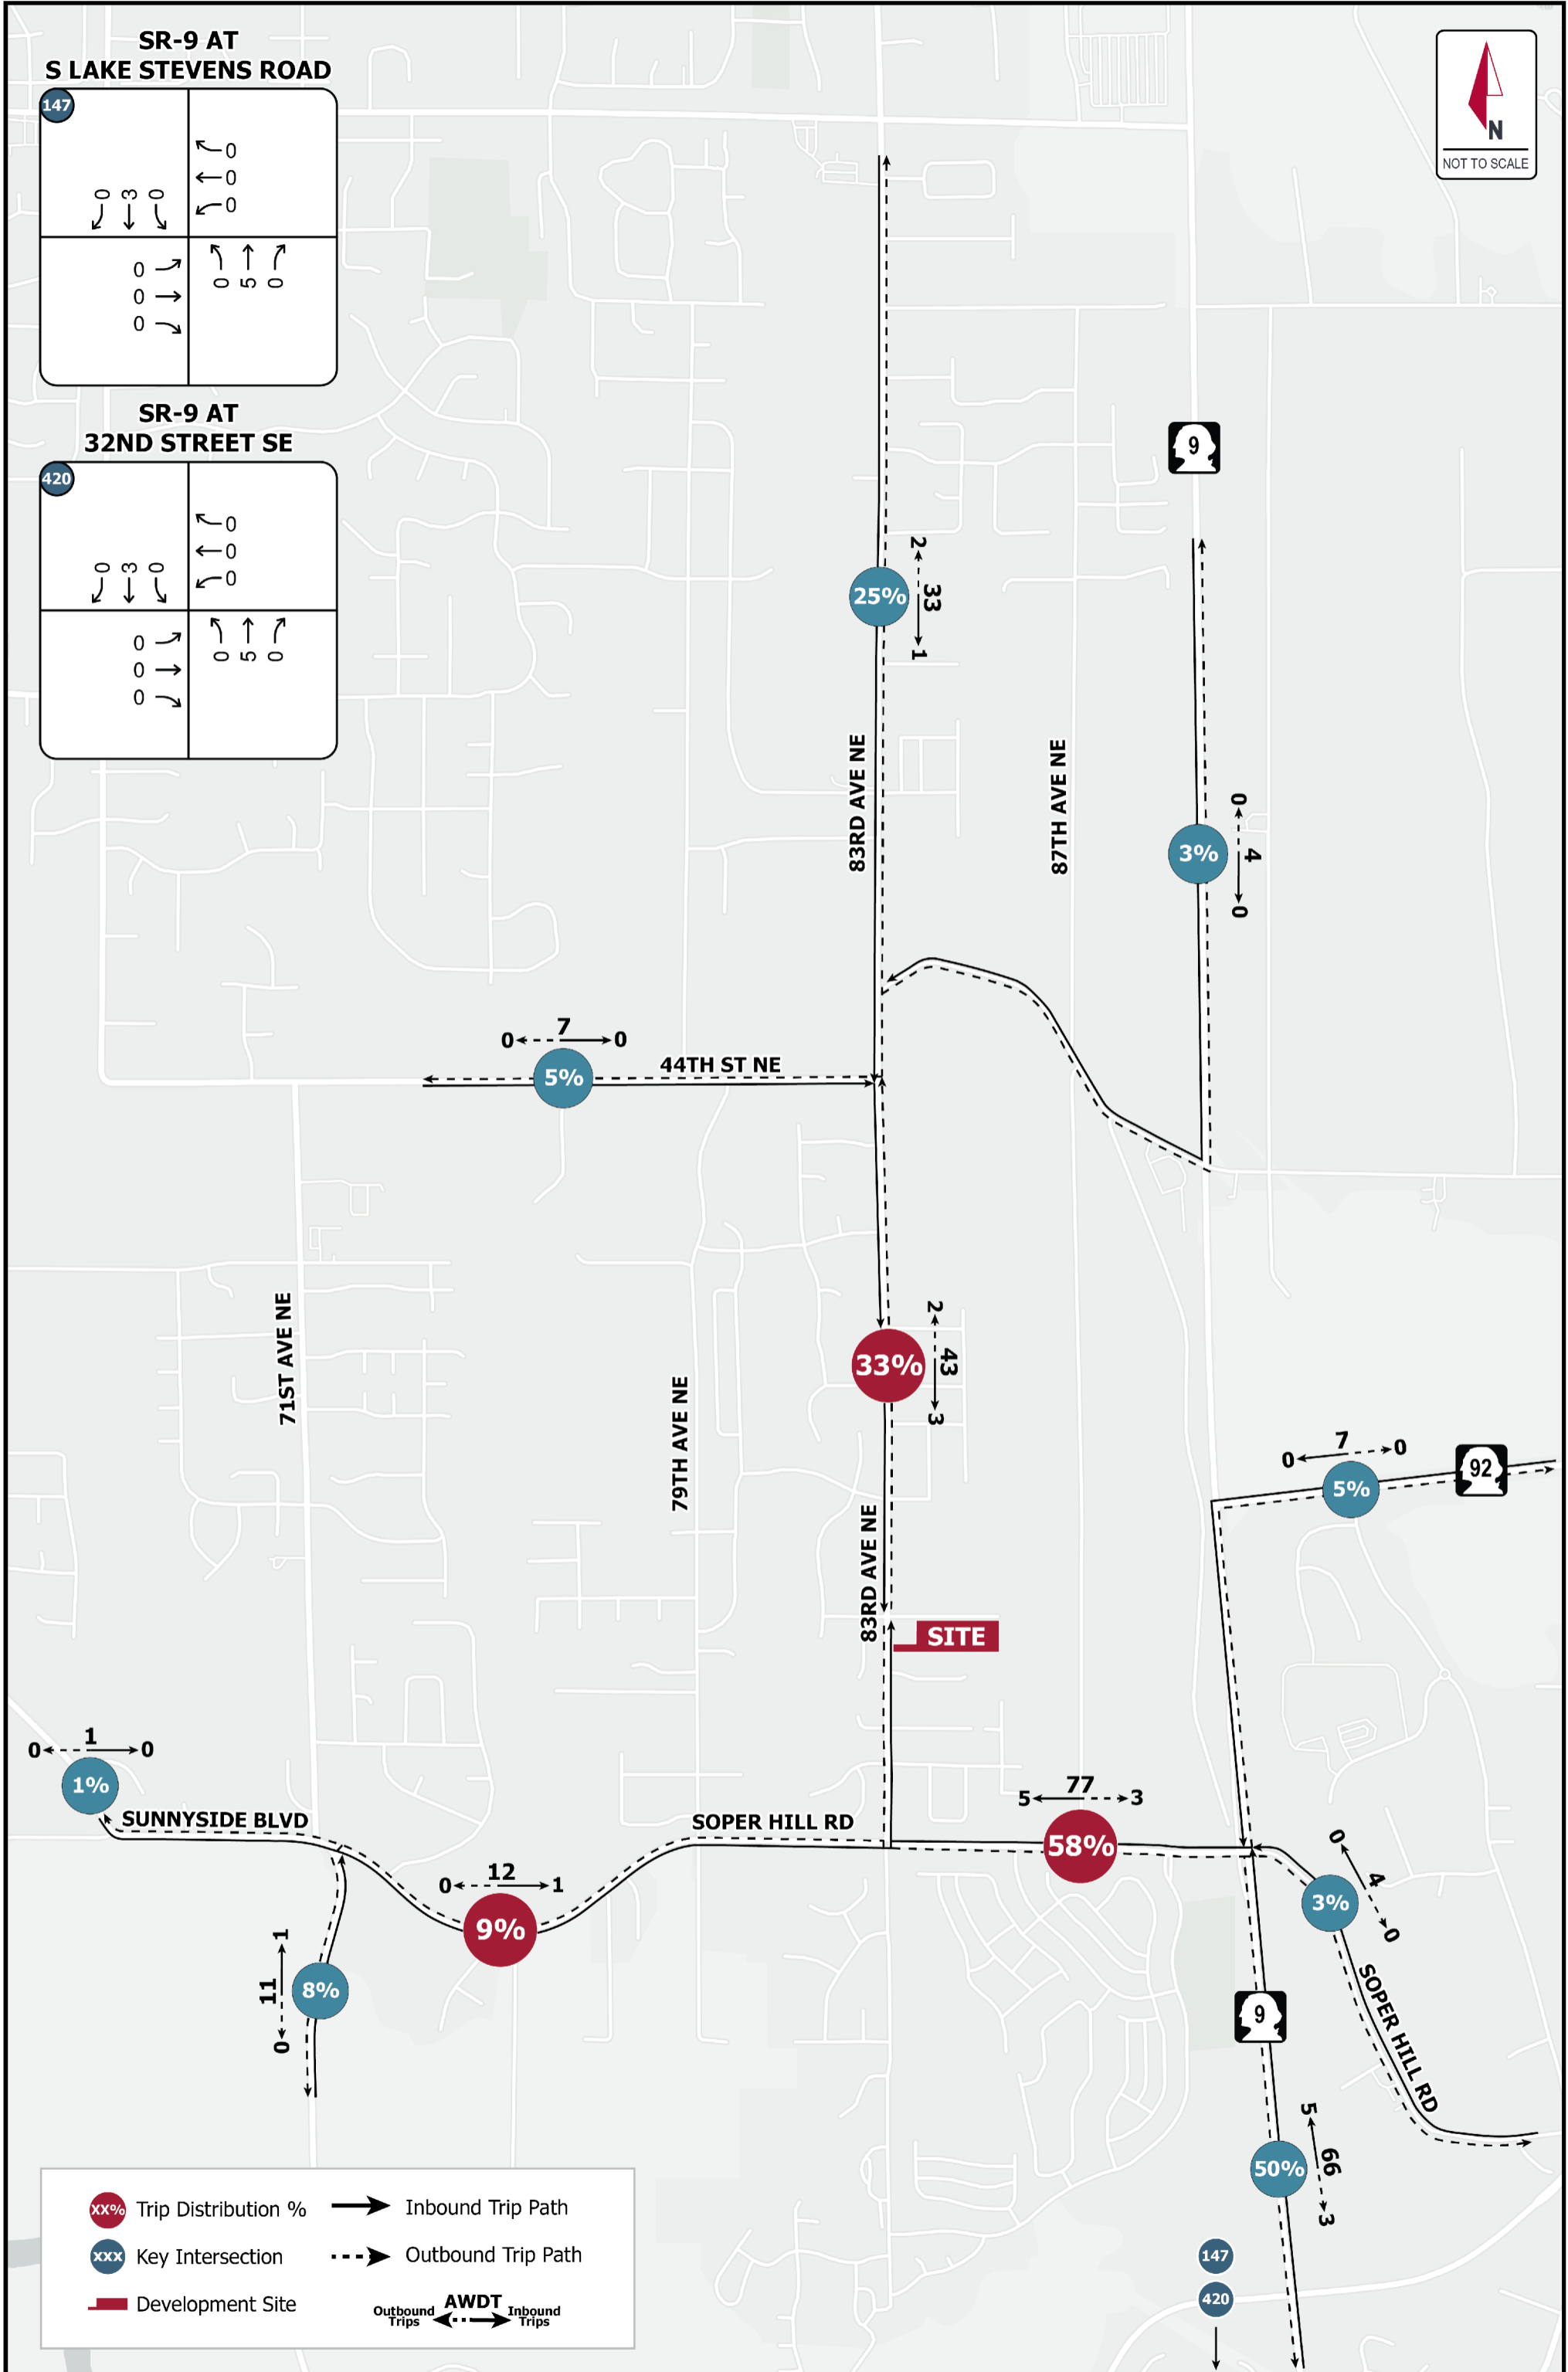 SR-9 AT
S LAKE STEVENS ROAD
147
0
0
0
0 3 0
0
0
0
0 5 0
SR-9 AT
32ND STREET SE
420
0
0
0
0 3 0
0
0
0
0 5 0
N
NOT TO SCALE
9
2
25% 33
1
83RD AVE NE
87TH AVE NE
0
3% 4
0
7
0 0
5%
44TH ST NE
2
33% 43
3
71ST AVE NE
79TH AVE NE
83RD AVE NE
7
0 0
5%
92
SITE
1
0 0
1%
SUNNYSIDE BLVD
SOPER HILL RD
77
5 3
58%
12
0 1
9%
0
4
3%
0
1
11
8%
0
9
SOPER HILL RD
5
66
50%
3
147
420
XX% Trip Distribution %
Inbound Trip Path
XXX Key Intersection
Outbound Trip Path
Development Site
AWDT
Outbound Inbound
Trips Trips